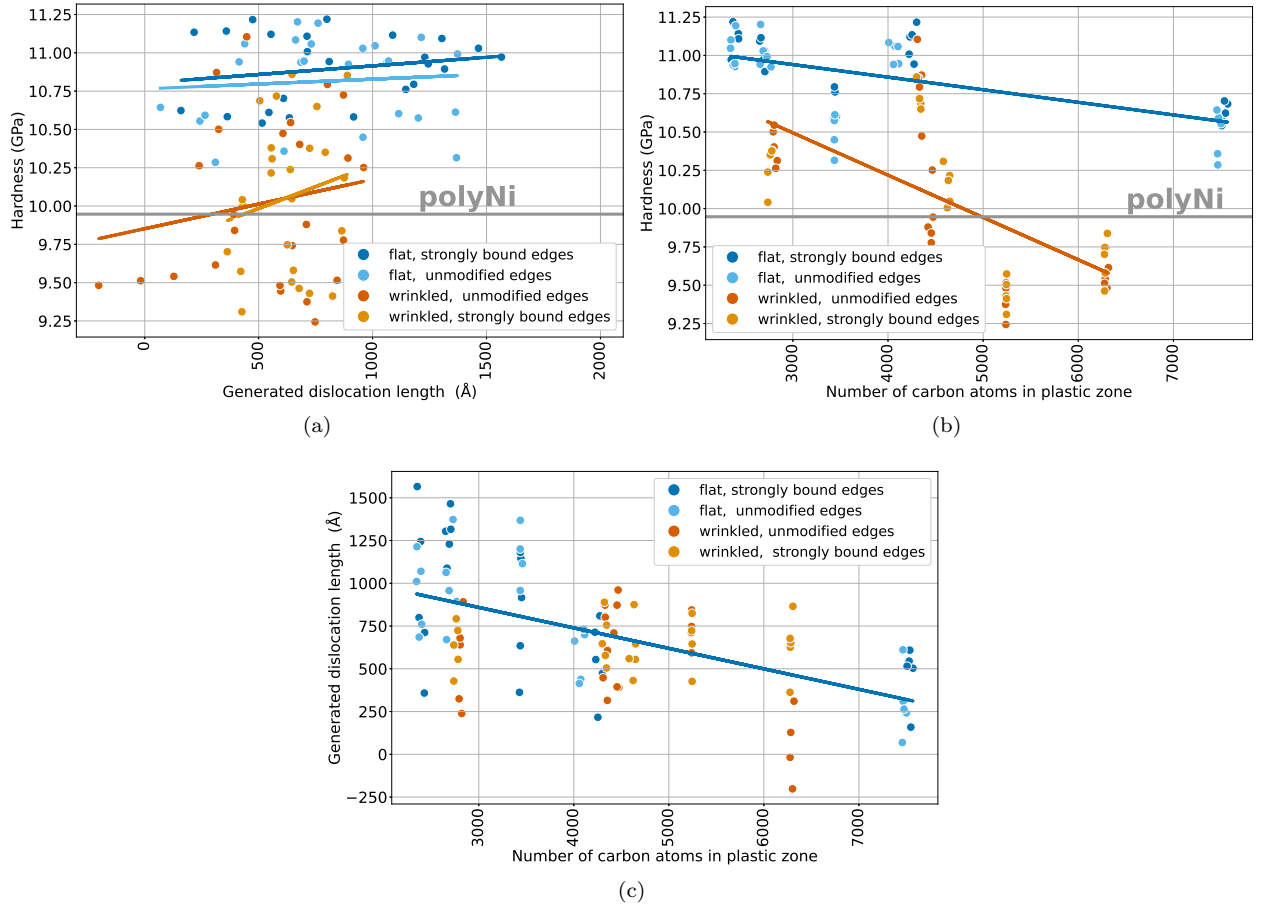 11.25
11.00
10.75
10.50
10.25
10.00
9.75
9.50
9.25
Hardness (GPa)
polyNi
flat, strongly bound edges
flat,  unmodified edges
wrinkled,  unmodified edges
wrinkled, strongly bound edges
0
500
1000
1500
2000
Generated dislocation length  (Å)
(a)
11.25
11.00
10.75
10.50
10.25
10.00
9.75
9.50
9.25
Hardness (GPa)
polyNi
flat, strongly bound edges
flat,  unmodified edges
wrinkled,  unmodified edges
wrinkled, strongly bound edges
3000
4000
5000
6000
7000
Number of carbon atoms in plastic zone
(b)
1500
1250
1000
750
500
250
0
−250
Generated dislocation length  (Å)
flat, strongly bound edges
flat,  unmodified edges
wrinkled, unmodified edges
wrinkled,  strongly bound edges
3000
4000
5000
6000
7000
Number of carbon atoms in plastic zone
(c)